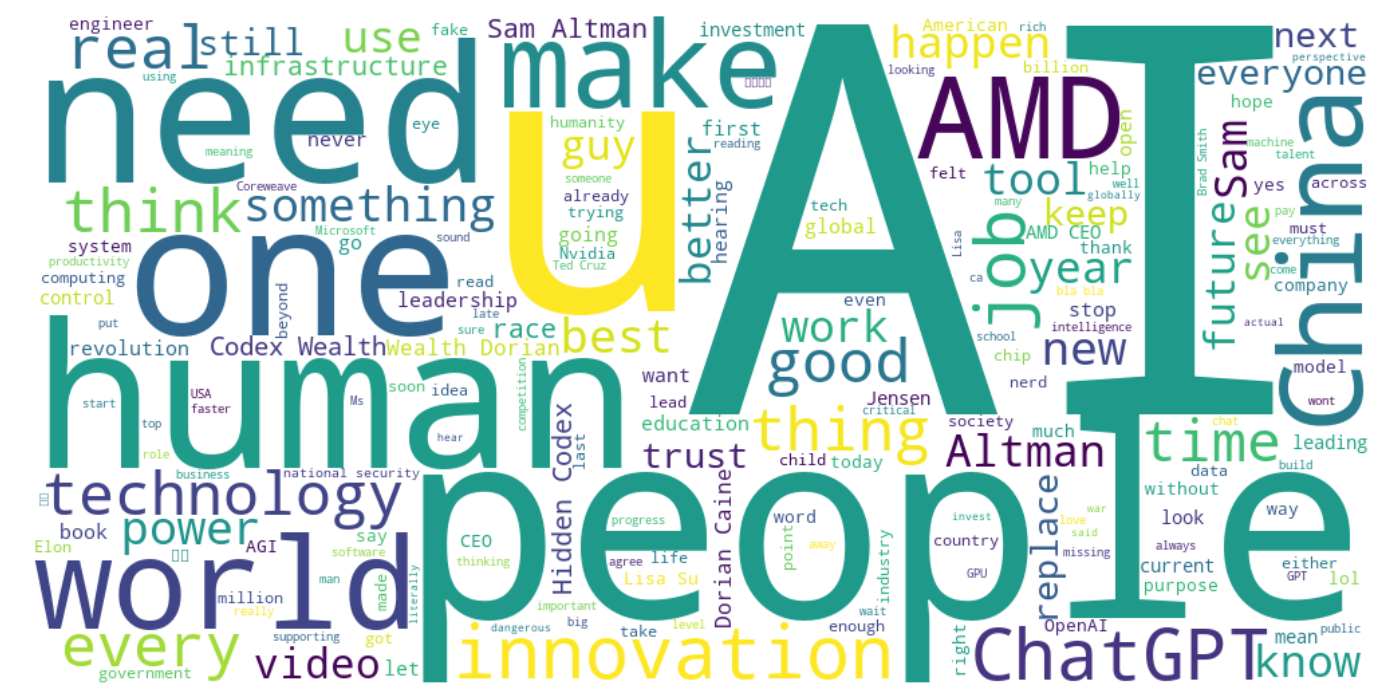 engineer
real
still
use
fake
infrastructure
using
need
never
eye
meaning
Sam Altman
make
investment
u
humanity
guy
someone
already
trying
going
Nvidia
Ted Cruz
better
first
reading
hearing
AI
tech
global
American
rich
happen
looking
billion
AMD
felt
tool
help
open
well
globally
many
keep
AMD CEO
thank
Lisa
job
year
ca
bla bla
stop
intelligence
school
chip
new
nerd
next
perspective
everyone
hope
machine
talent
Brad Smith
Sam
yes
across
pay
must
see
everything
come
company
future
actual
China
model
wont
think
Coreweave
something
Microsoft
go
sound
system
productivity
computing
control
one
beyond
read
leadership
late
sure
race
best
put
revolution
Codex Wealth
Wealth Dorian
human
USA
faster
start
top
role
Ms
soon
idea
hear
competition
Hidden Codex
last
want
lead
education
trust
even
work
good
Jensen
critical
thing
child
today
society
Altman
much
time
chat
leading
data
build
without
way
look
always
current
purpose
either
GPT
lol
business
national security
technology
book
power
Elon
AGI
say
software
world
man
made
literally
million
really
supporting
got
every
government
video
let
people
CEO
thinking
progress
agree
life
Lisa Su
important
big
dangerous
take
level
Dorian Caine
word
point
away
industry
wait
enough
innovation
country
invest
GPU
replace
war
love
said
missing
right
OpenAI
ChatGPT
mean
public
know